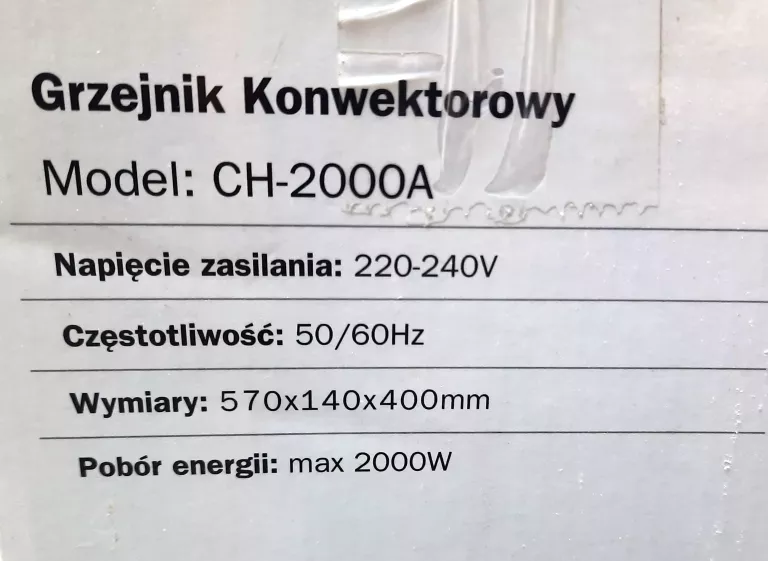 Grzejnik Konwektorowy
Model: CH-2000A
Napięcie zasilania: 220-240V
Częstotliwość: 50/60Hz
Wymiary: 570x140x400mm
Pobór energii: max 2000W